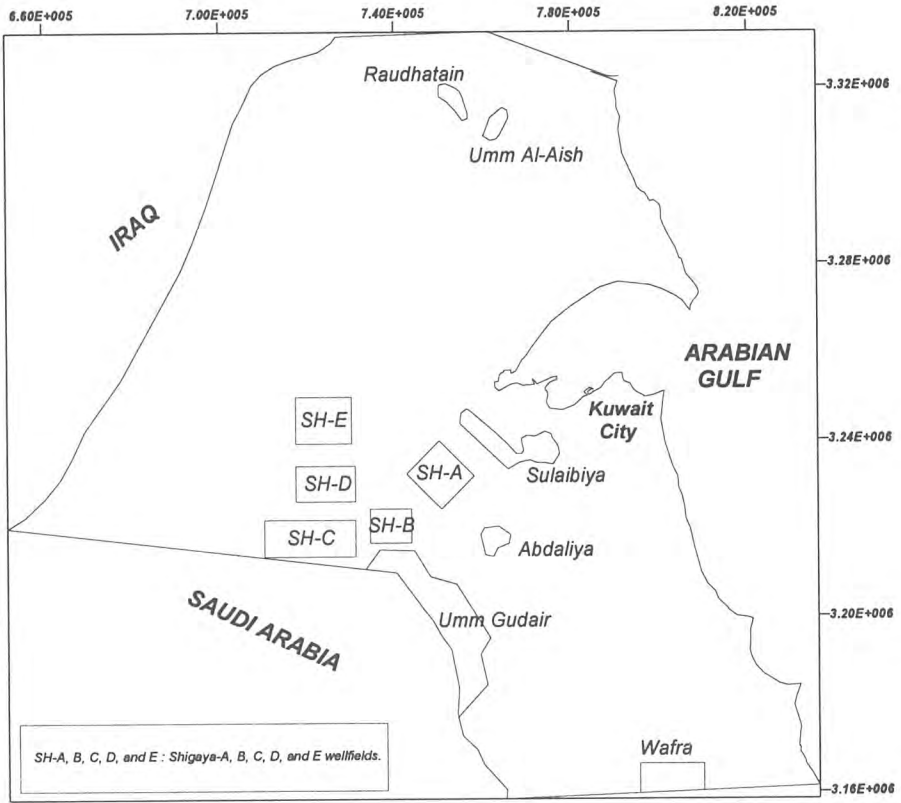 6.60E+005
7.00E+005
7.40E+005
7.80E+005
8.20E+005
Raudhatain
3.32E+006
Umm Al-Aish
IRAQ
3.28E+006
ARABIAN
GULF
Kuwait
City
SH-E
3.24E+006
SH-A
Sulaibiya
SH-D
SH-B
SH-C
Abdaliya
SAUDI ARABIA
Umm Gudair
3.20E+006
Wafra
SH-A, B, C, D, and E : Shigaya-A, B, C, D, and E wellfields.
3.16E+006